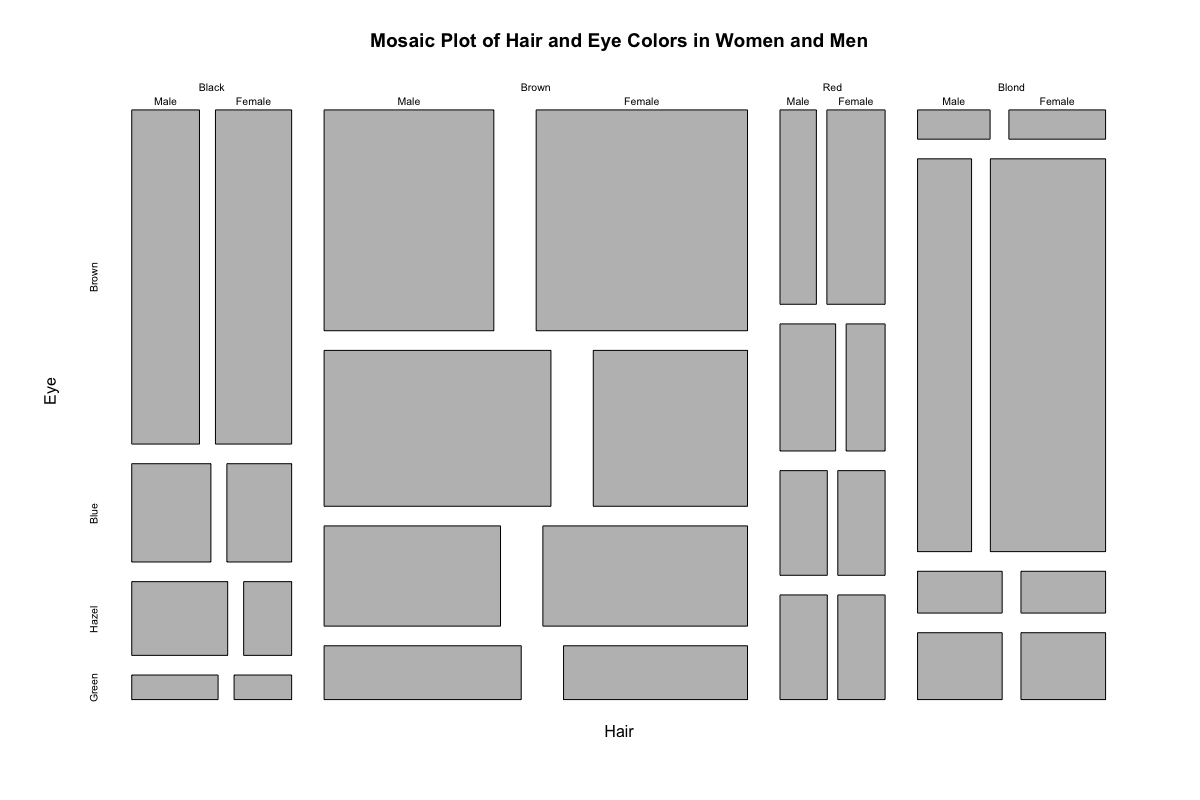 Mosaic Plot of Hair and Eye Colors in Women and Men
Black Brown Red Blond
Male Female Male Female Male Female Male Female
Brown
Eye
Blue
Hazel
Green
Hair